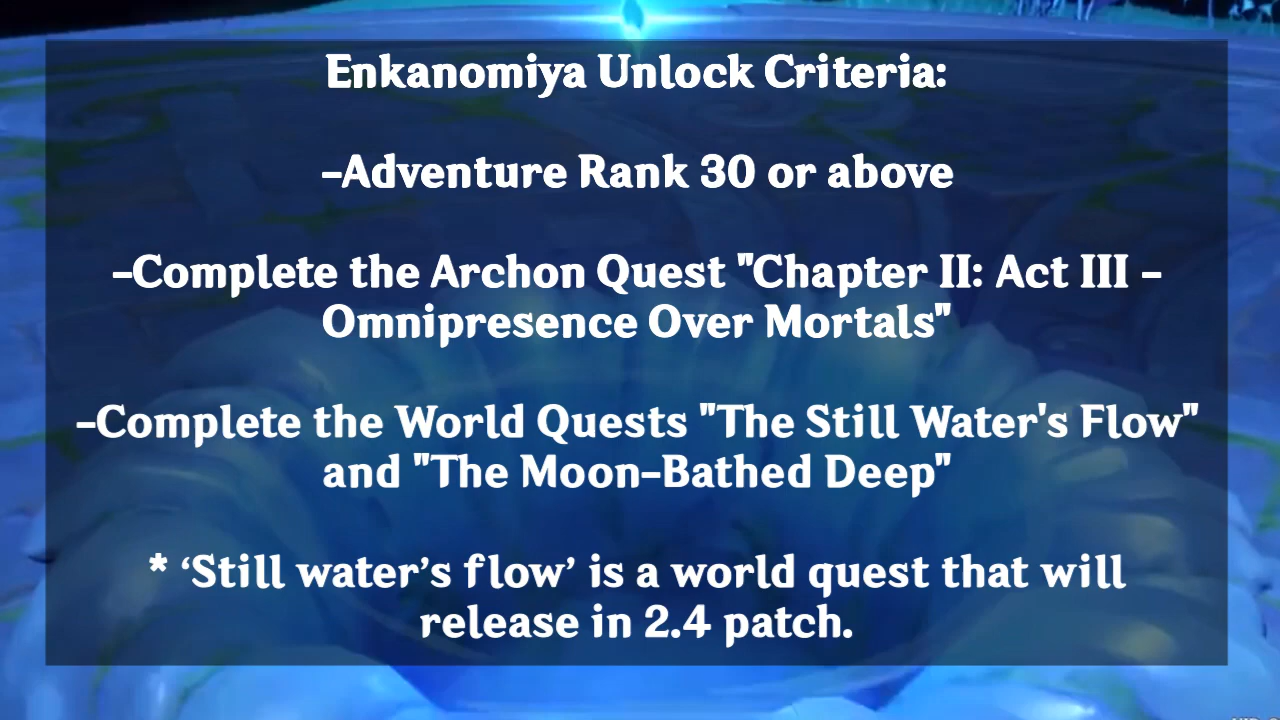 Enkanomiya Unlock Criteria:
-Adventure Rank 30 or above
-Complete the Archon Quest "Chapter II: Act III -
Omnipresence Over Mortals"
-Complete the World Quests "The Still Water's Flow"
and "The Moon-Bathed Deep"
* ‘Still water’s flow’ is a world quest that will
release in 2.4 patch.